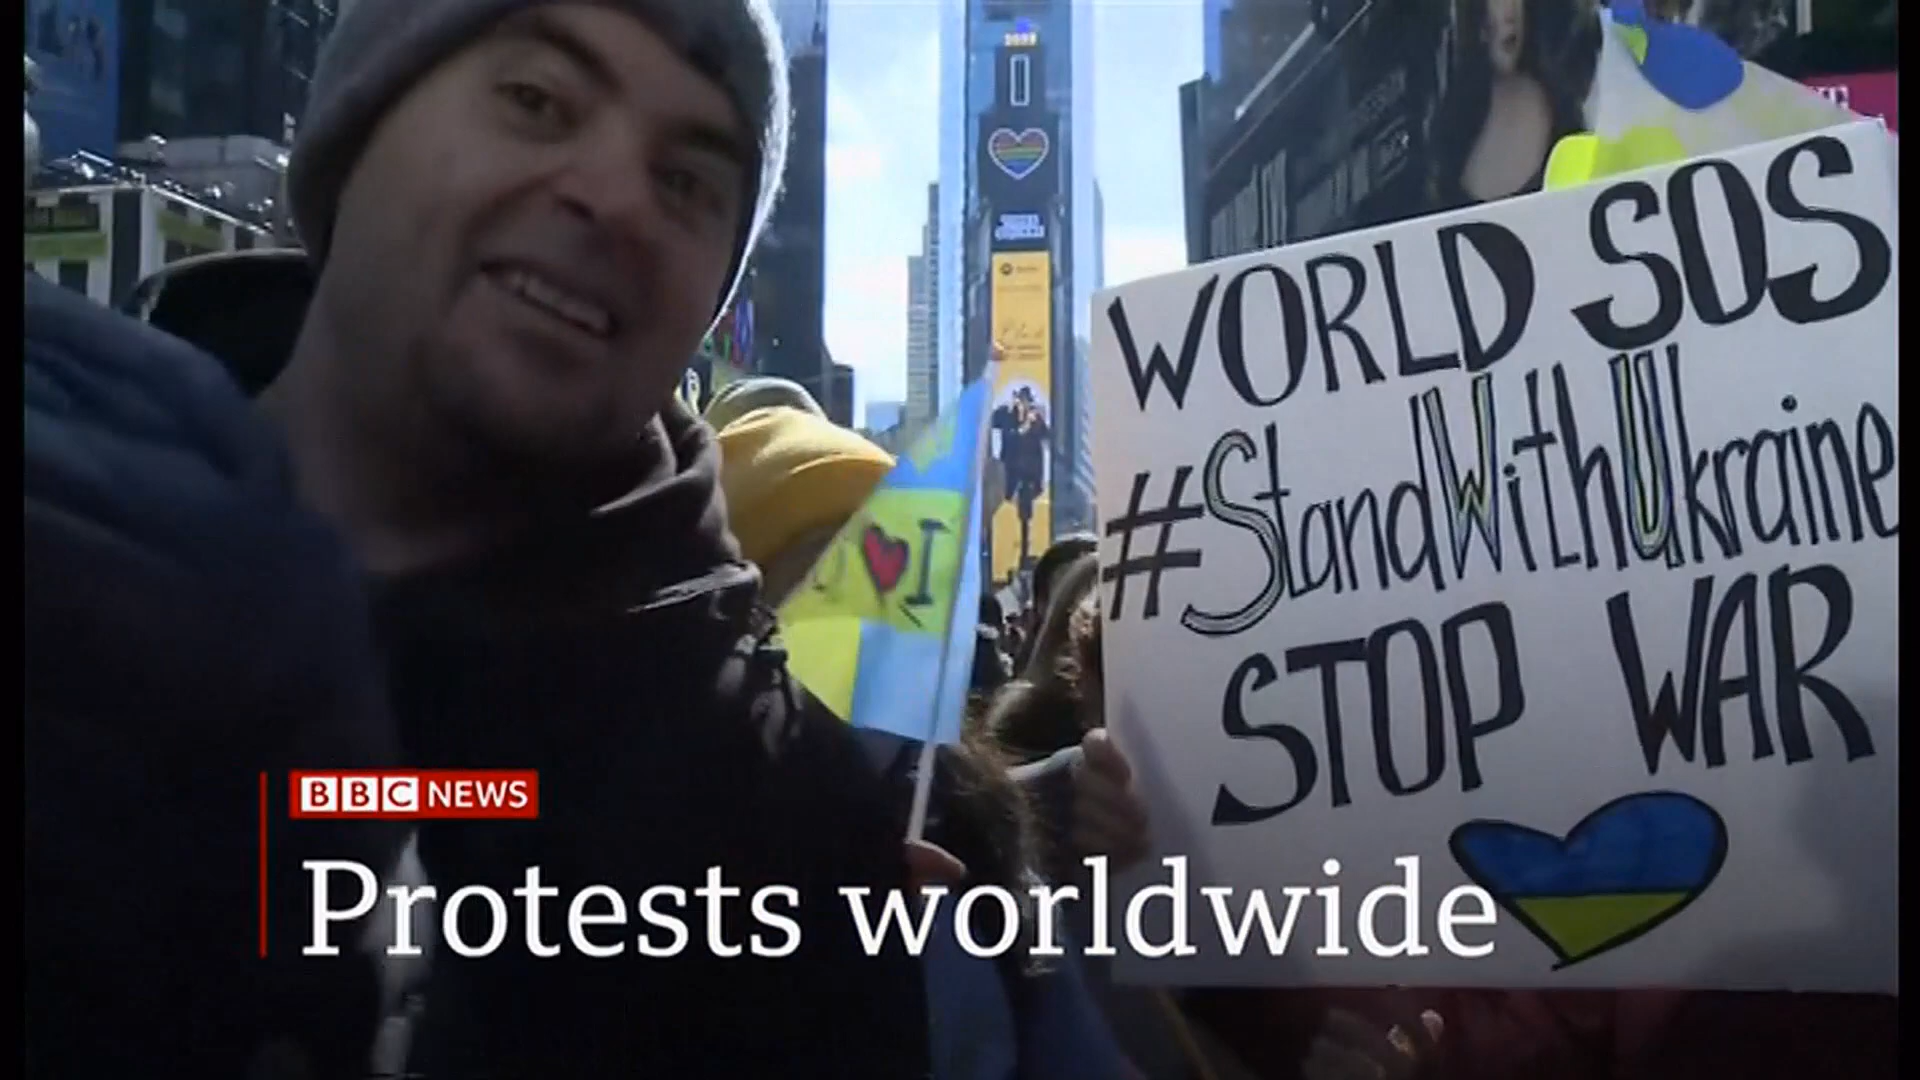 I
WORLD SOS
#StandWithUkraine
STOP WAR
I
BBC NEWS
Protests worldwide